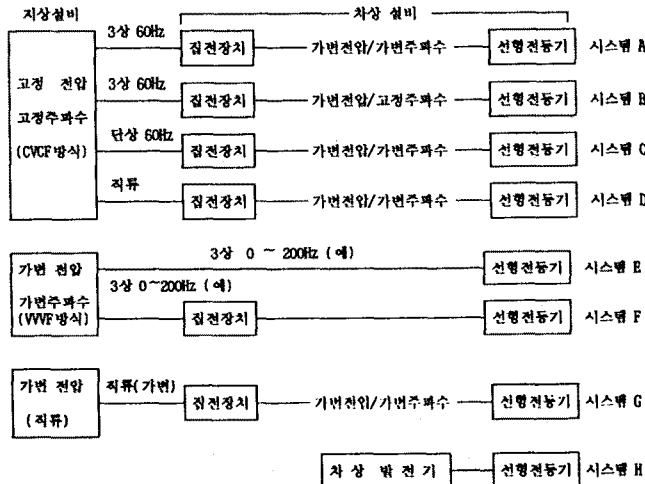 지상설비 차상 설비
3상 60Hz 집전장치 가변전압/가변주파수 선형전동기 시스템 A
고정 전압
고정주파수
(CVCF방식)
3상 60Hz 집전장치 가변전압/고정주파수 선형전동기 시스템 B
단상 60Hz 집전장치 가변전압/가변주파수 선형전동기 시스템 C
직류 집전장치 가변전압/가변주파수 선형전동기 시스템 D
가변 전압
가변주파수
(VVVF방식)
3상 0 ~ 200Hz (예) 선형전동기 시스템 E
3상 0~200Hz (예) 집전장치 선형전동기 시스템 F
가변 전압
(직류)
직류(가변) 집전장치 가변전압/가변주파수 선형전동기 시스템 G
차상 발전기 선형전동기 시스템 H